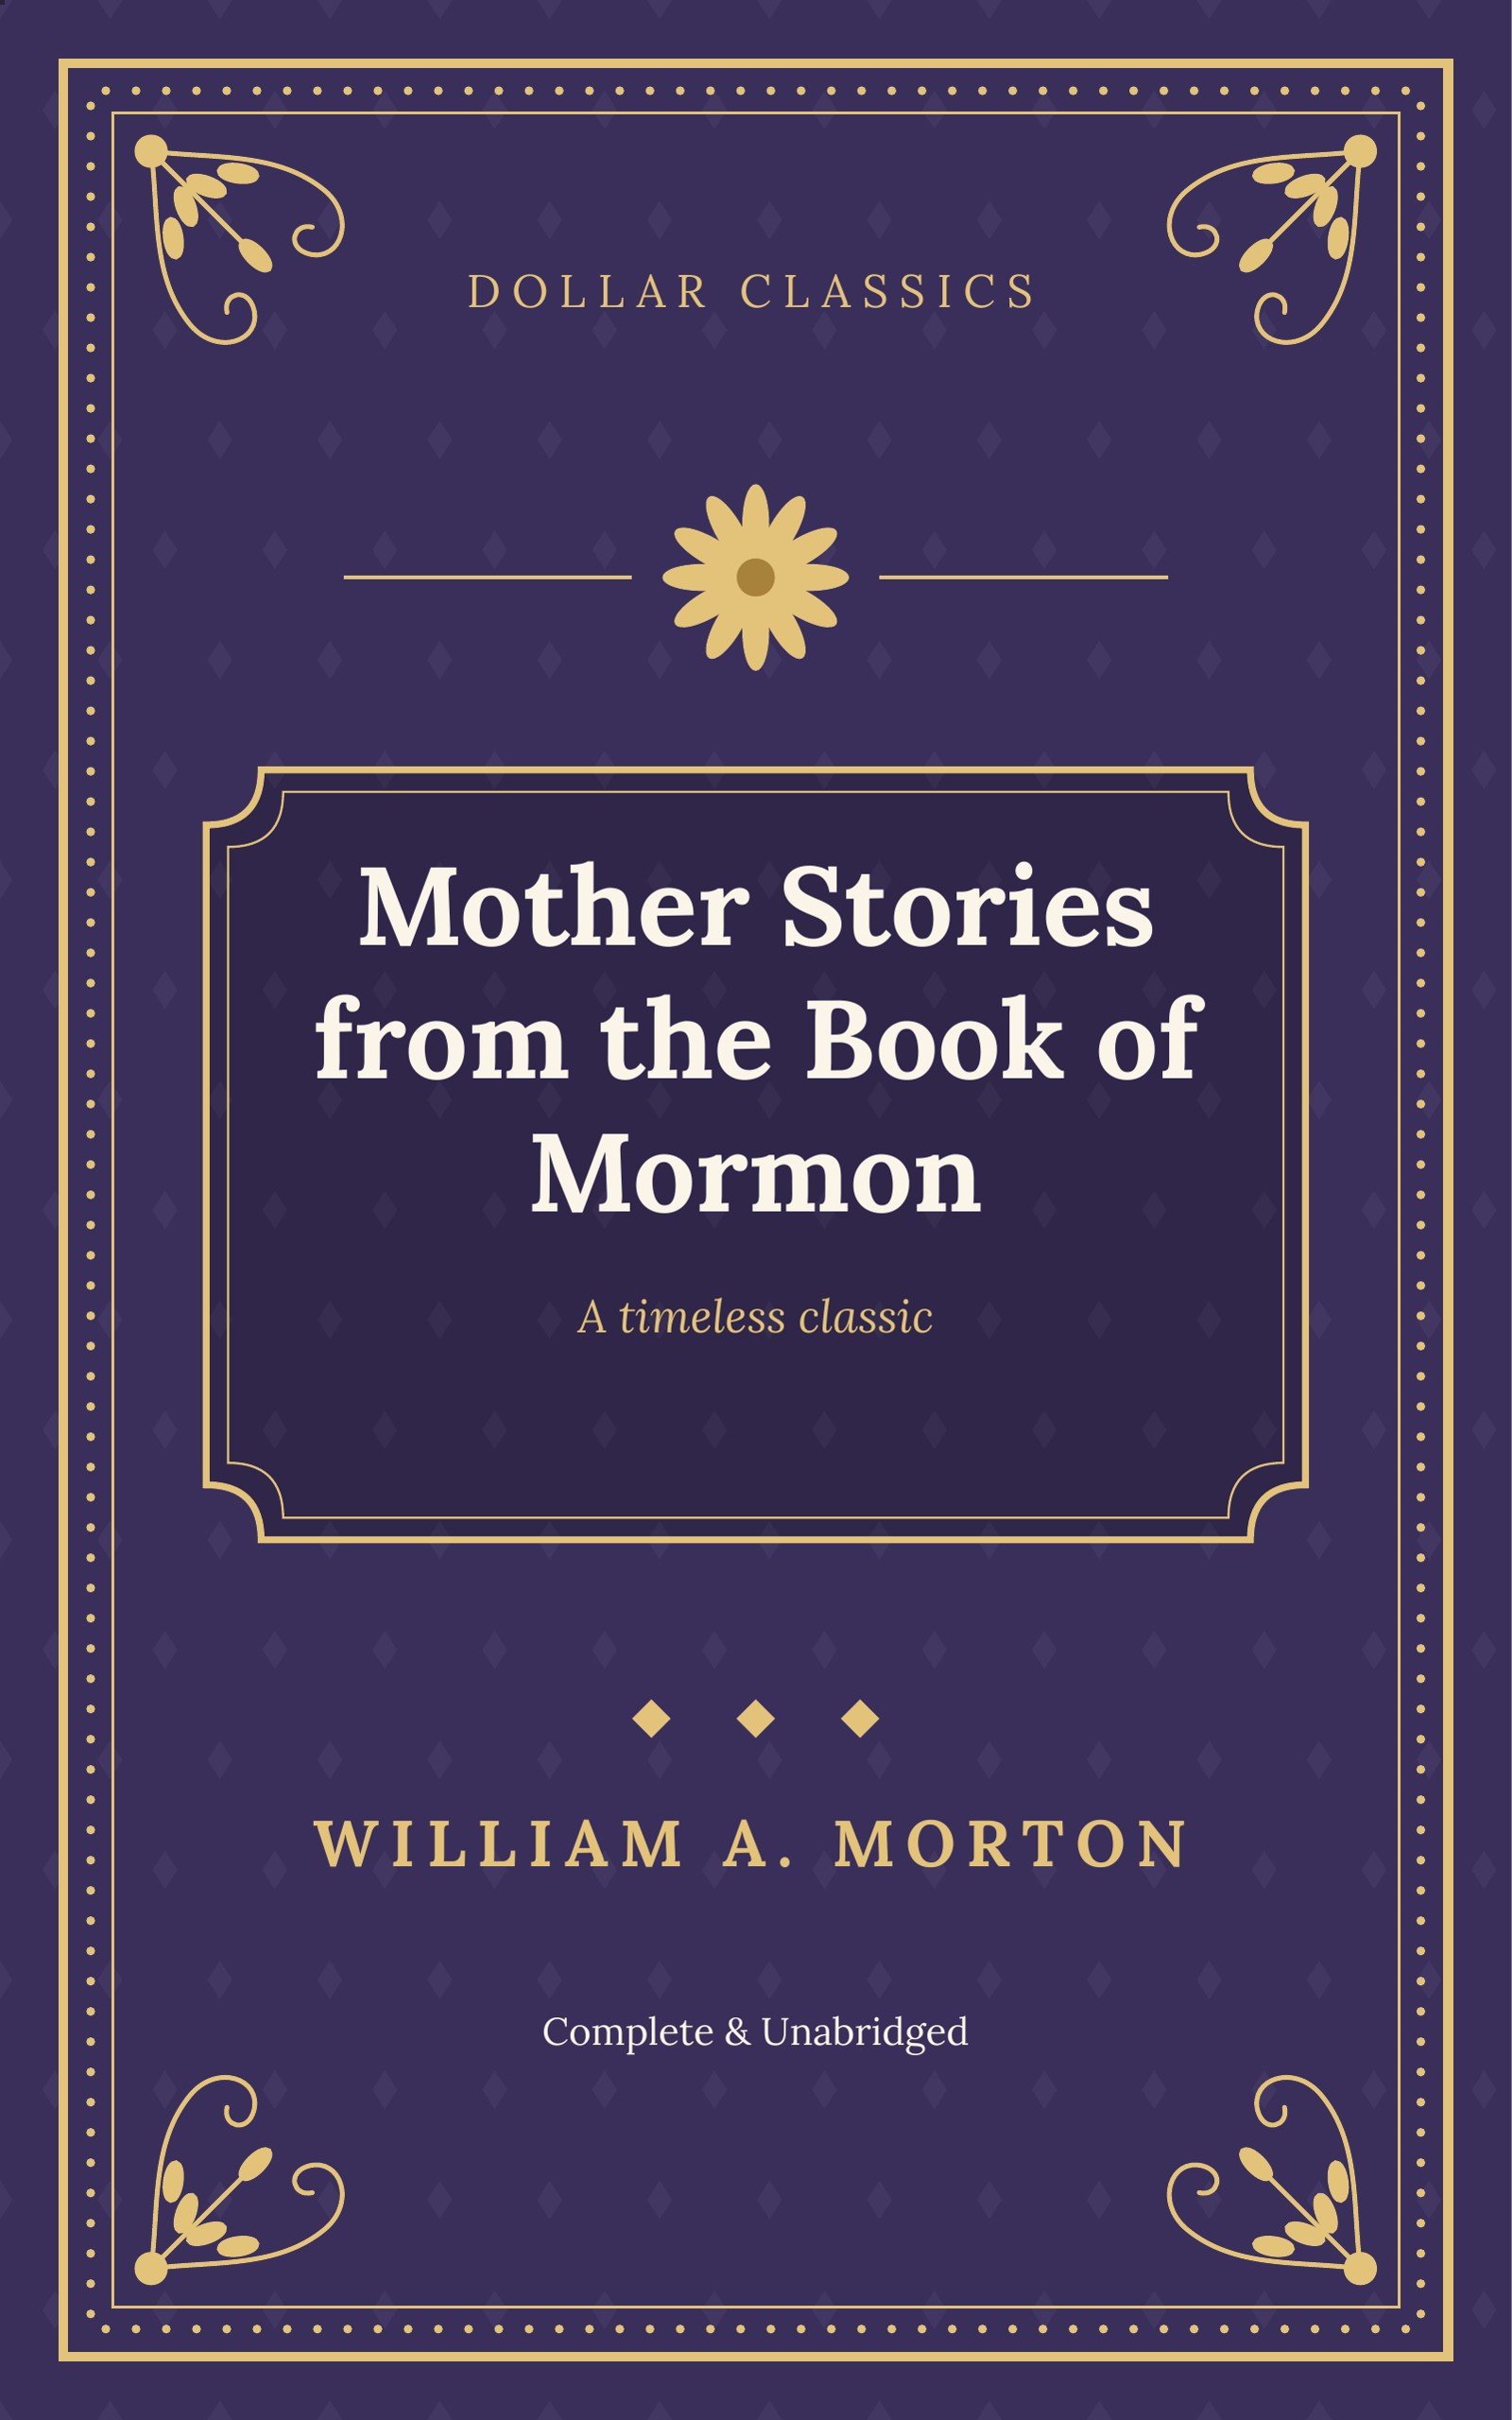 DOLLAR CLASSICS
Mother Stories
from the Book of
Mormon
A timeless classic
WILLIAM A. MORTON
Complete & Unabridged